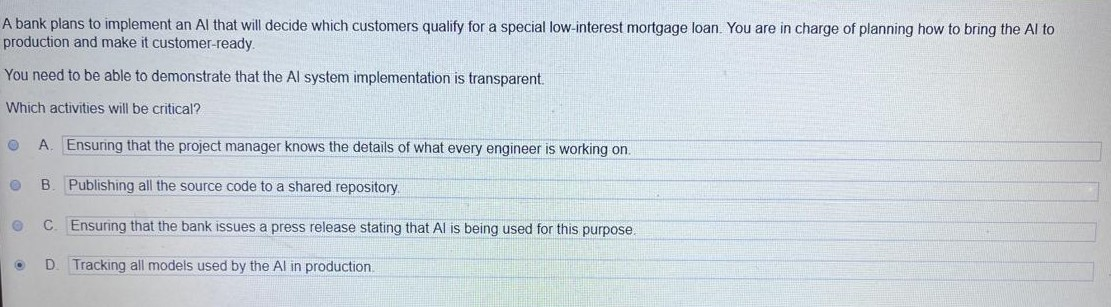 A bank plans to implement an AI that will decide which customers qualify for a special low-interest mortgage loan. You are in charge of planning how to bring the AI to
production and make it customer-ready.
You need to be able to demonstrate that the AI system implementation is transparent.
Which activities will be critical?
A. Ensuring that the project manager knows the details of what every engineer is working on.
B. Publishing all the source code to a shared repository.
C. Ensuring that the bank issues a press release stating that AI is being used for this purpose.
D. Tracking all models used by the AI in production.